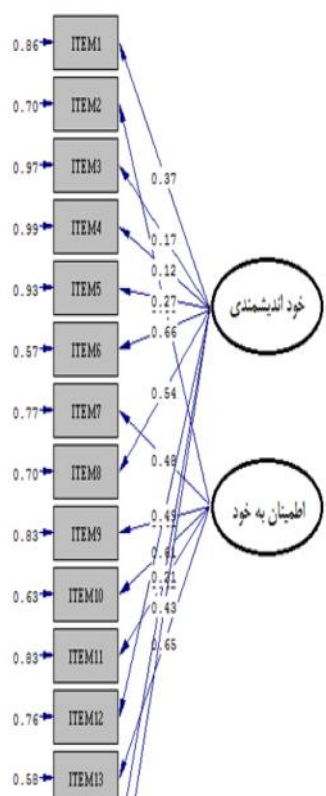 0.86 ITEM1
0.70 ITEM2
0.97 ITEM3
0.37
0.99 ITEM4
0.17
0.12
0.93 ITEM5
0.27
خود اندیشمندی
0.57 ITEM6
0.66
0.77 ITEM7
0.54
0.70 ITEM8
0.48
0.83 ITEM9
0.45
اطمینان به خود
0.61
0.63 ITEM10
0.21
0.43
0.83 ITEM11
0.65
0.76 ITEM12
0.58 ITEM13